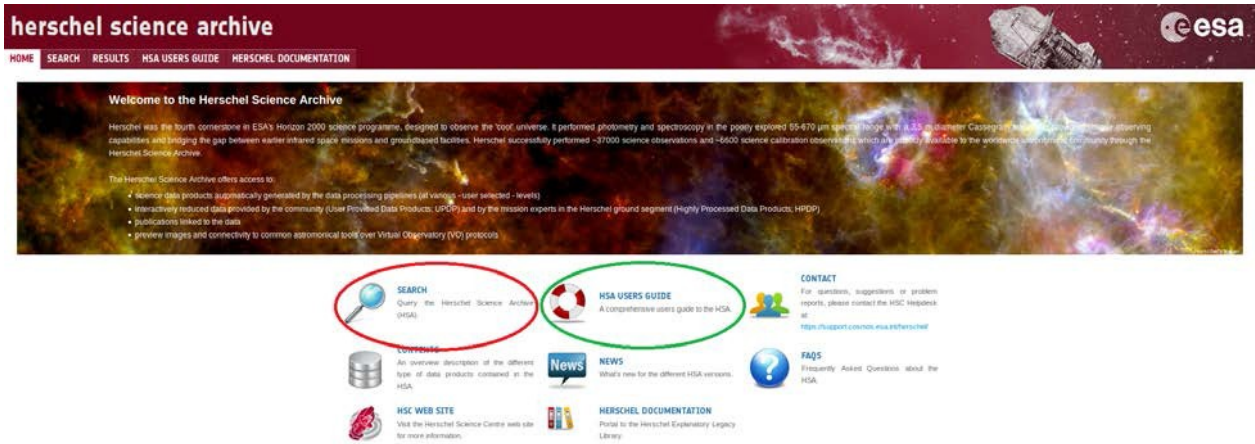 herschel science archive
esa
HOME SEARCH RESULTS HSA USERS GUIDE HERSCHEL DOCUMENTATION
Welcome to the Herschel Science Archive
Herschel was the fourth cornerstone in ESA's Horizon 2000 science programme, designed to observe the 'cool' universe. It performed photometry and spectroscopy in the poorly explored 55-670 µm spectral range with a 3.5 m diameter Cassegrain observing
capabilities and bridging the gap between earlier infrared space missions and groundbased facilities. Herschel successfully performed ~37000 science observations and ~6600 science calibration observations which are publicly available to the worldwide community through the
Herschel Science Archive.
The Herschel Science Archive offers access to:
• science data products automatically generated by the data processing pipelines (at various - user selected - levels)
• interactively reduced data provided by the community (User Provided Data Products; UPDP) and by the mission experts in the Herschel ground segment (Highly Processed Data Products; HPDP)
• publications linked to the data
• preview images and connectivity to common astromonical tools over Virtual Observatory (VO) protocols
SEARCH
Query the Herschel Science Archive
(HSA).
HSA USERS GUIDE
A comprehensive users guide to the HSA.
CONTACT
For questions, suggestions or problem
reports, please contact the HSC Helpdesk
at:
https://support.cosmos.esa.int/herschel/
CONTENTS
An overview description of the different
type of data products contained in the
HSA.
News
NEWS
What's new for the different HSA versions.
FAQS
Frequently Asked Questions about the
HSA.
HSC WEB SITE
Visit the Herschel Science Centre web site
for more information.
HERSCHEL DOCUMENTATION
Portal to the Herschel Explanatory Legacy
Library.